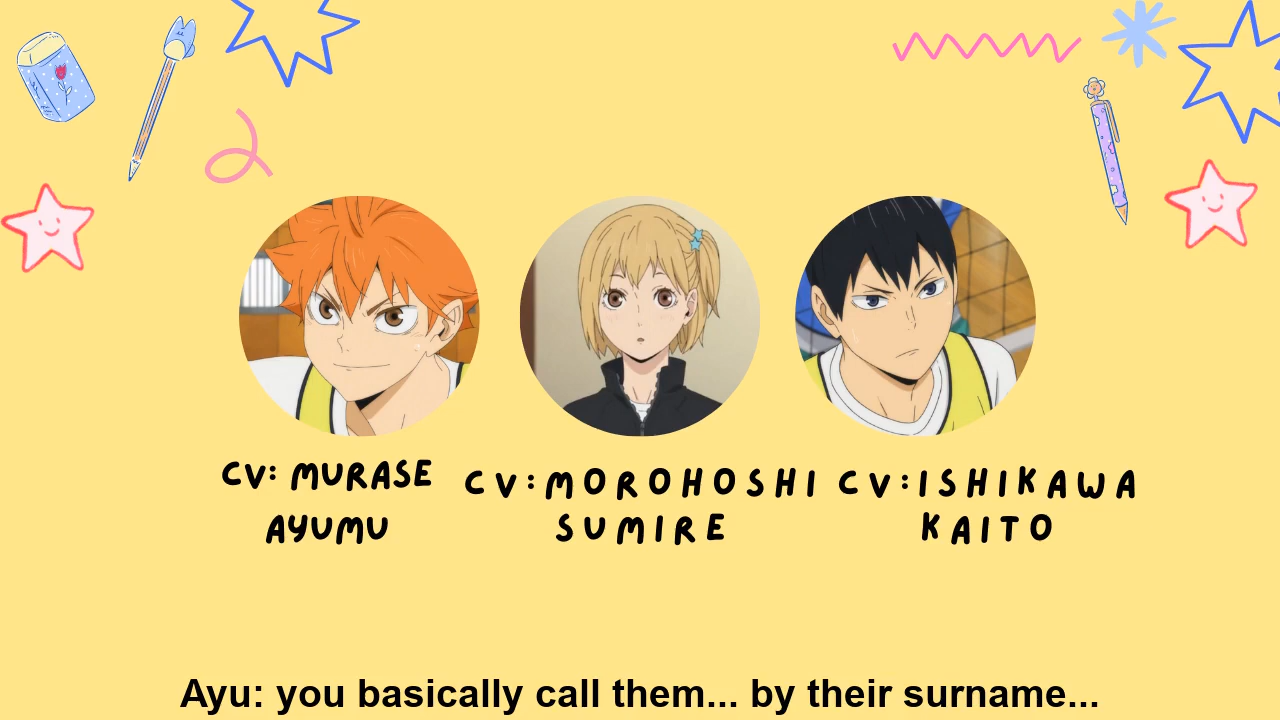 CV: MURASE
AYUMU
CV:MOROHOSHI
SUMIRE
CV:ISHIKAWA
KAITO
Ayu: you basically call them... by their surname...